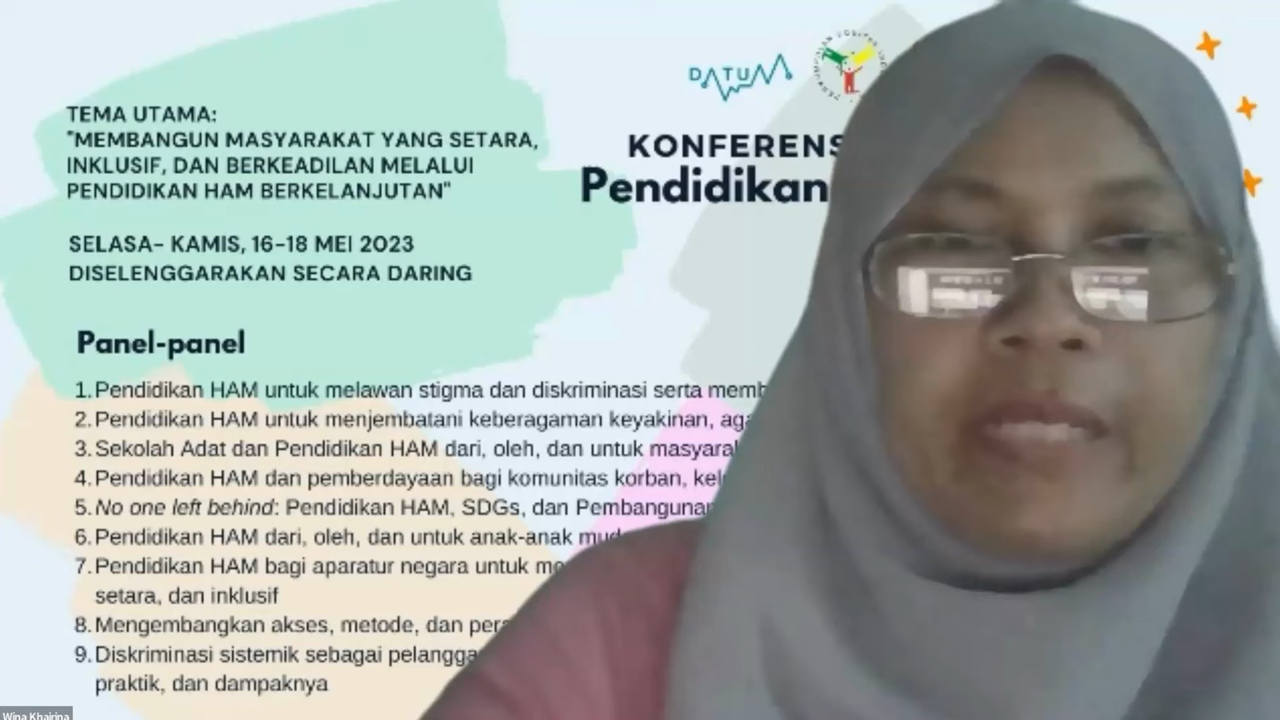 TEMA UTAMA:
"MEMBANGUN MASYARAKAT YANG SETARA,
INKLUSIF, DAN BERKEADILAN MELALUI
PENDIDIKAN HAM BERKELANJUTAN"
SELASA- KAMIS, 16-18 MEI 2023
DISELENGGARAKAN SECARA DARING
DATUM
KONFERENS
Pendidikan
Panel-panel
1. Pendidikan HAM untuk melawan stigma dan diskriminasi serta memb
2. Pendidikan HAM untuk menjembatani keberagaman keyakinan, aga
3. Sekolah Adat dan Pendidikan HAM dari, oleh, dan untuk masyaral
4. Pendidikan HAM dan pemberdayaan bagi komunitas korban, kel
5. No one left behind: Pendidikan HAM, SDGs, dan Pembangunan
6. Pendidikan HAM dari, oleh, dan untuk anak-anak mud
7. Pendidikan HAM bagi aparatur negara untuk me
setara, dan inklusif
8. Mengembangkan akses, metode, dan pera
9. Diskriminasi sistemik sebagai pelangga
praktik, dan dampaknya
Wina Khairina